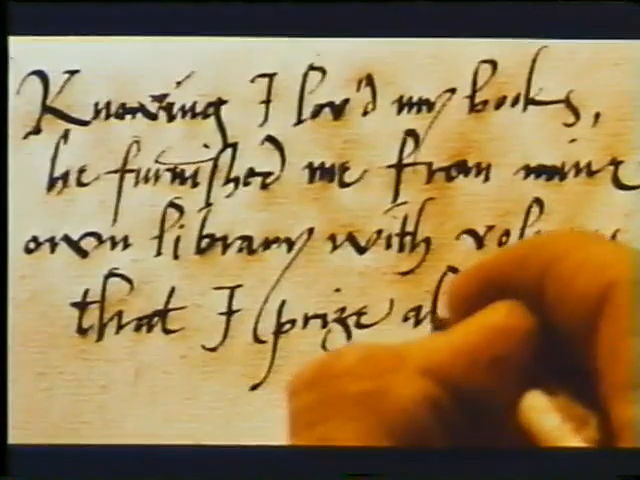 Knowing I lov'd my books,
he furnished me from mine
own library with
that I prize